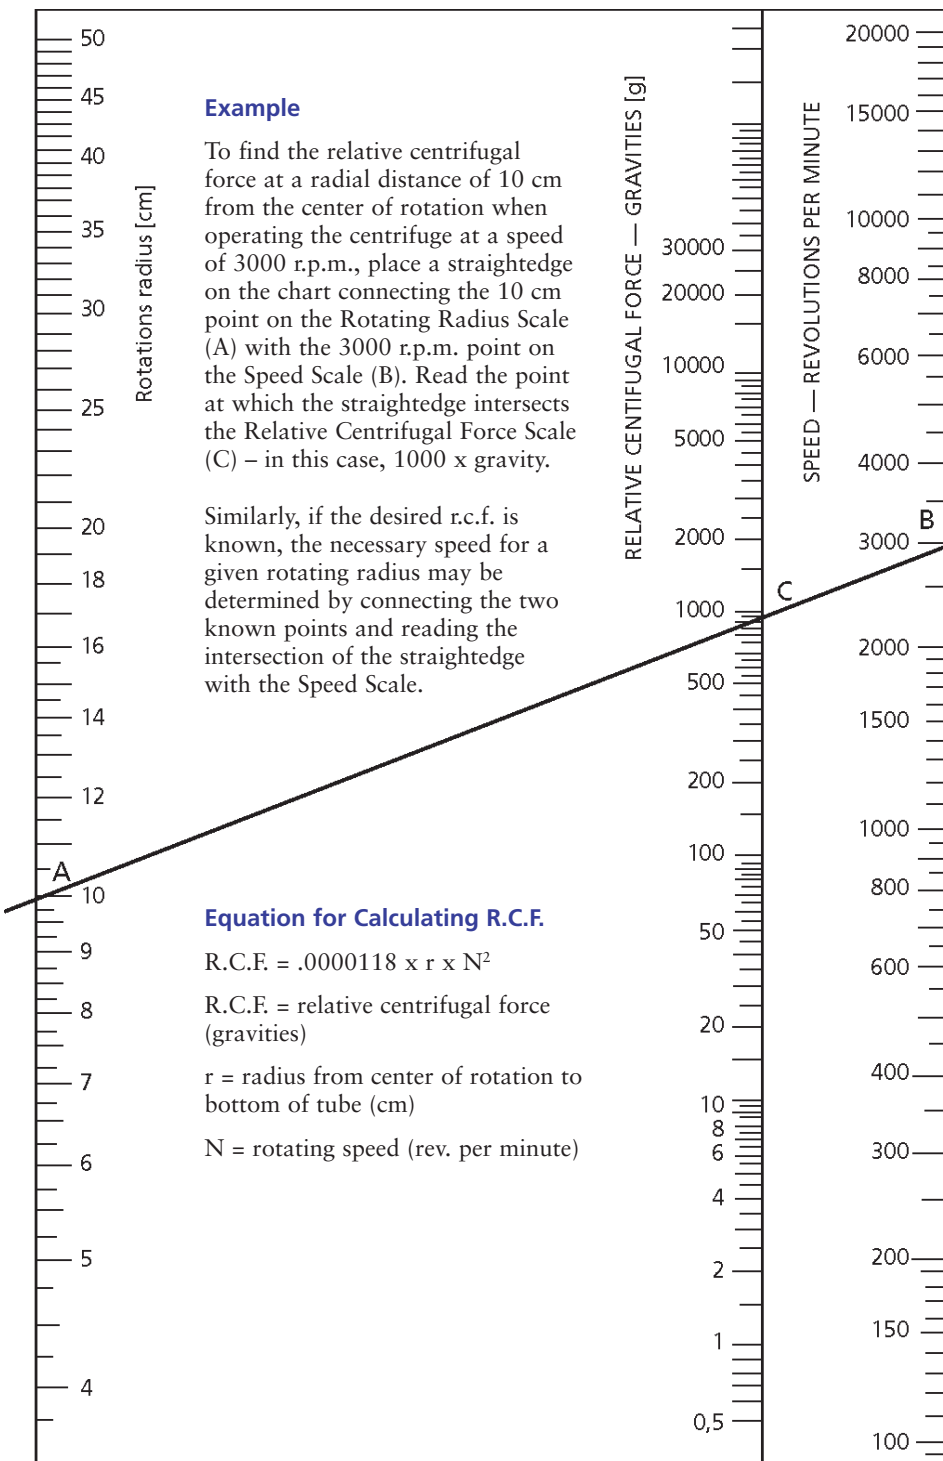 50
45
40
35
30
25
20
18
16
14
12
A
10
9
8
7
6
5
4
Rotations radius [cm]
Example
To find the relative centrifugal
force at a radial distance of 10 cm
from the center of rotation when
operating the centrifuge at a speed
of 3000 r.p.m., place a straightedge
on the chart connecting the 10 cm
point on the Rotating Radius Scale
(A) with the 3000 r.p.m. point on
the Speed Scale (B). Read the point
at which the straightedge intersects
the Relative Centrifugal Force Scale
(C) – in this case, 1000 x gravity.
Similarly, if the desired r.c.f. is
known, the necessary speed for a
given rotating radius may be
determined by connecting the two
known points and reading the
intersection of the straightedge
with the Speed Scale.
Equation for Calculating R.C.F.
R.C.F. = .0000118 x r x N²
R.C.F. = relative centrifugal force
(gravities)
r = radius from center of rotation to
bottom of tube (cm)
N = rotating speed (rev. per minute)
RELATIVE CENTIFUGAL FORCE — GRAVITIES [g]
30000
20000
10000
5000
2000
1000
C
500
200
100
50
20
10
8
6
4
2
1
0,5
SPEED — REVOLUTIONS PER MINUTE
20000
15000
10000
8000
6000
4000
B
3000
2000
1500
1000
800
600
400
300
200
150
100